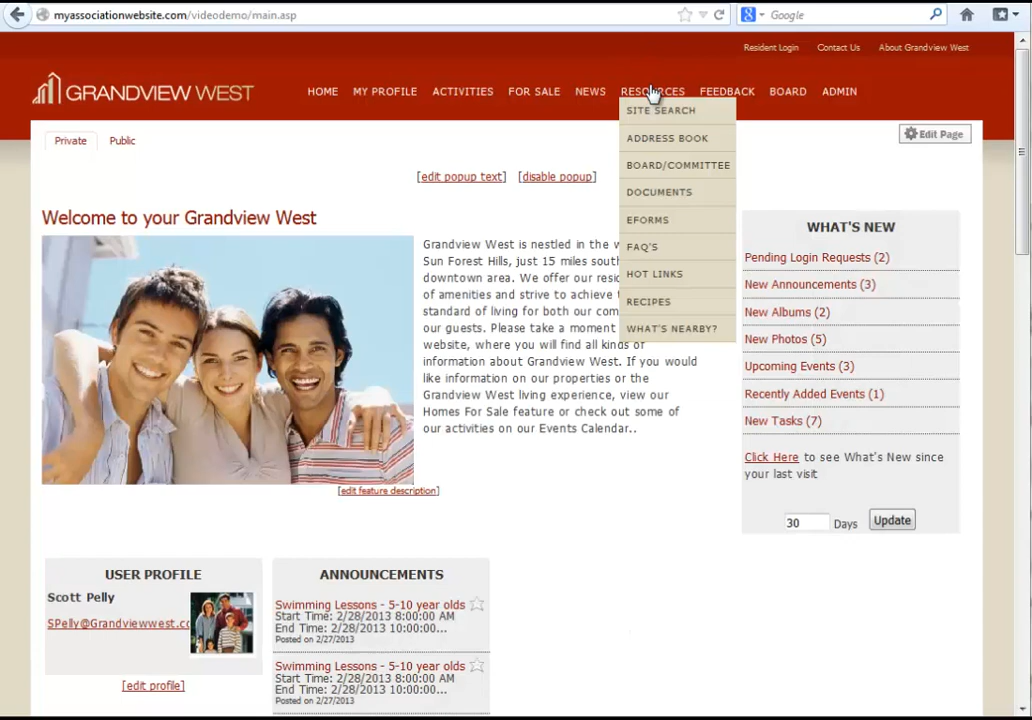 myassociationwebsite.com/videodemo/main.asp
Google
Resident Login Contact Us About Grandview West
GRANDVIEW WEST
HOME MY PROFILE ACTIVITIES FOR SALE NEWS RESOURCES FEEDBACK BOARD ADMIN
SITE SEARCH
ADDRESS BOOK
BOARD/COMMITTEE
DOCUMENTS
EFORMS
FAQ'S
HOT LINKS
RECIPES
WHAT'S NEARBY?
Private Public
Edit Page
[edit popup text] [disable popup]
Welcome to your Grandview West
Grandview West is nestled in the
Sun Forest Hills, just 15 miles
downtown area. We offer our
of amenities and strive to achieve
standard of living for both our
our guests. Please take a moment
website, where you will find all kinds of
information about Grandview West. If you would
like information on our properties or the
Grandview West living experience, view our
Homes For Sale feature or check out some of
our activities on our Events Calendar..
[edit feature description]
WHAT'S NEW
Pending Login Requests (2)
New Announcements (3)
New Albums (2)
New Photos (5)
Upcoming Events (3)
Recently Added Events (1)
New Tasks (7)
Click Here to see What's New since
your last visit
30 Days Update
USER PROFILE
Scott Pelly
SPelly@Grandviewwest.cc
[edit profile]
ANNOUNCEMENTS
Swimming Lessons - 5-10 year olds
Start Time: 2/28/2013 8:00:00 AM
End Time: 2/28/2013 10:00:00...
Posted on 2/27/2013
Swimming Lessons - 5-10 year olds
Start Time: 2/28/2013 8:00:00 AM
End Time: 2/28/2013 10:00:00...
Posted on 2/27/2013